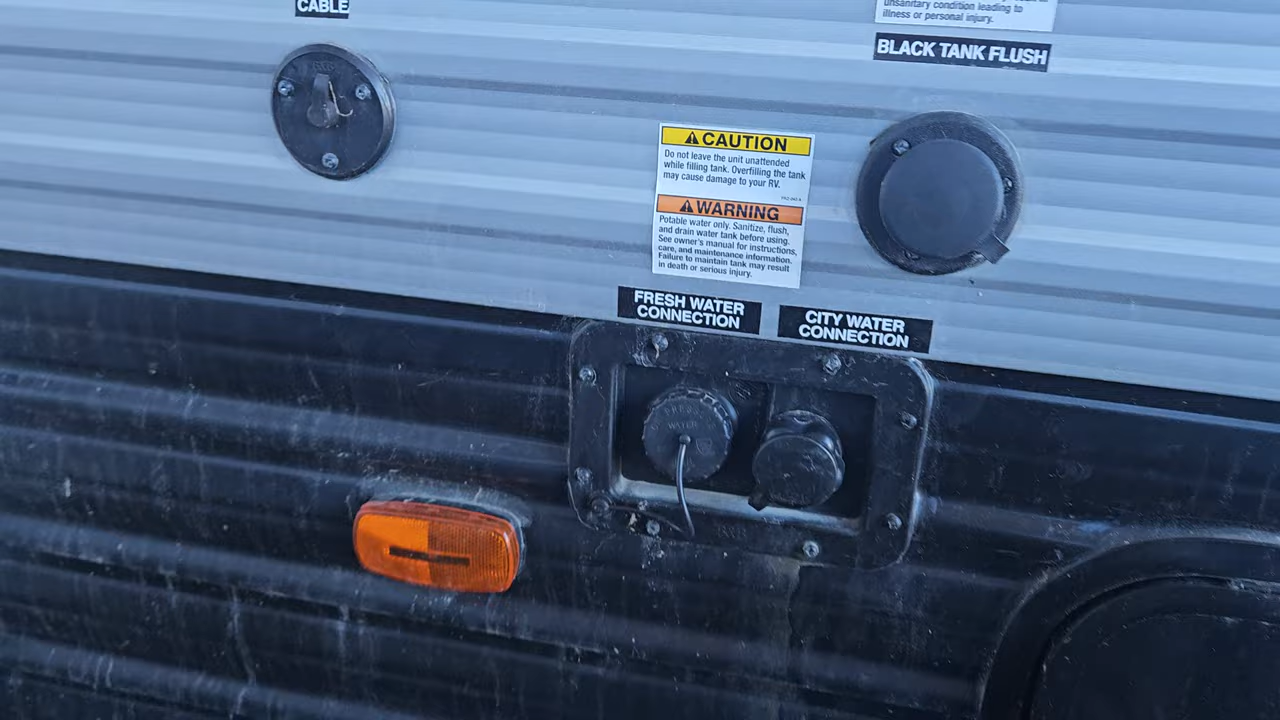 CABLE
unsanitary condition leading to
illness or personal injury.
BLACK TANK FLUSH
CAUTION
Do not leave the unit unattended
while filling tank. Overfilling the tank
may cause damage to your RV.
WARNING
Potable water only. Sanitize, flush,
and drain water tank before using.
See owner's manual for instructions,
care, and maintenance information.
Failure to maintain tank may result
in death or serious injury.
FRESH WATER
CONNECTION
CITY WATER
CONNECTION
FRESH
WATER